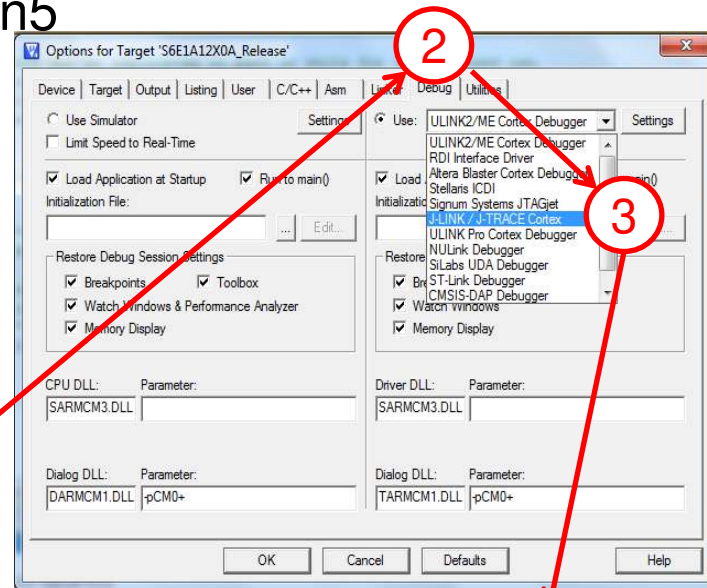 n5
Options for Target 'S6E1A12X0A_Release'
2
Device Target Output Listing User C/C++ Asm Linker Debug Utilities
Use Simulator Settings
Limit Speed to Real-Time
Load Application at Startup Run to main()
Initialization File:
... Edit...
Restore Debug Session Settings
Breakpoints Toolbox
Watch Windows & Performance Analyzer
Memory Display
CPU DLL: Parameter:
SARMCM3.DLL
Dialog DLL: Parameter:
DARMCM1.DLL -pCM0+
Use: ULINK2/ME Cortex Debugger Settings
ULINK2/ME Cortex Debugger
RDI Interface Driver
Altera Blaster Cortex Debugger
Stellaris ICDI
Signum Systems JTAGjet
J-LINK / J-TRACE Cortex
ULINK Pro Cortex Debugger
NULink Debugger
SiLabs UDA Debugger
ST-Link Debugger
CMSIS-DAP Debugger
3
Load
Initializatio
Restore
Watch Windows
Memory Display
Driver DLL: Parameter:
SARMCM3.DLL
Dialog DLL: Parameter:
TARMCM1.DLL -pCM0+
OK Cancel Defaults Help